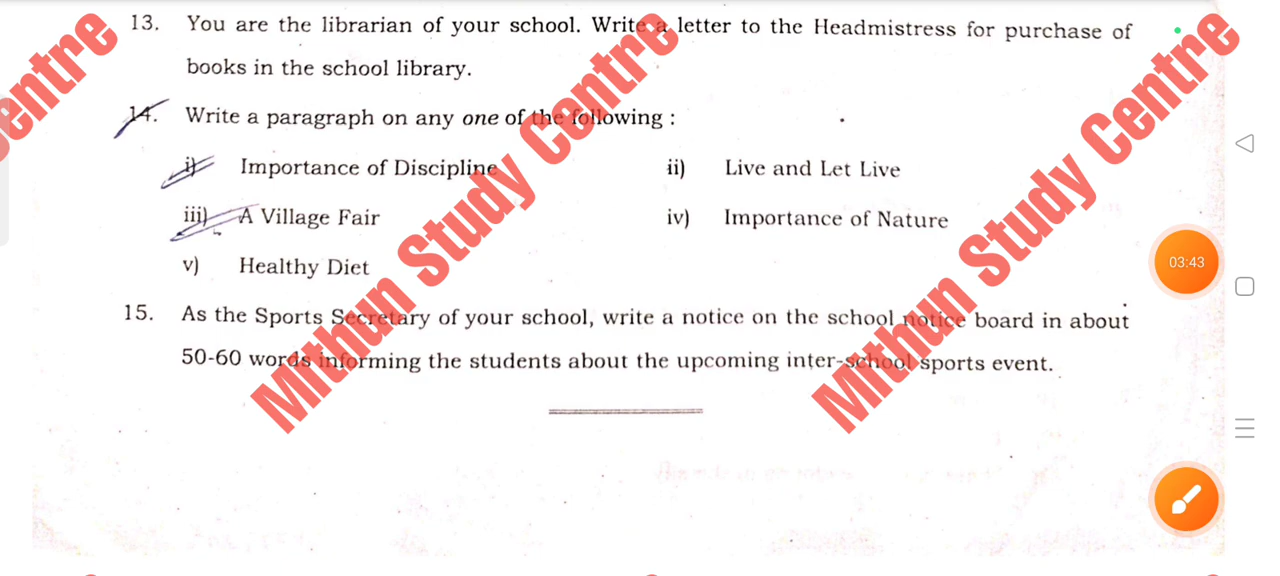 13. You are the librarian of your school. Write a letter to the Headmistress for purchase of
books in the school library.
14. Write a paragraph on any one of the following :
i) Importance of Discipline ii) Live and Let Live
iii) A Village Fair iv) Importance of Nature
v) Healthy Diet
15. As the Sports Secretary of your school, write a notice on the school notice board in about
50-60 words informing the students about the upcoming inter-school sports event.
Centre
Mithun Study Centre
Mithun Study Centre
03:43